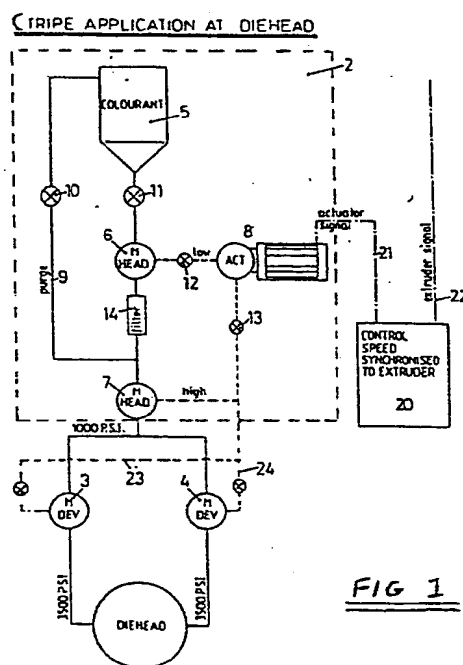 CTRIPE APPLICATION AT DIEHEAD
2
COLOURANT
5
10
11
6
M
HEAD
low
12
8
ACT
actuator
signal
21
extruder signal
22
purge
9
14
filter
13
CONTROL
SPEED
SYNCHRONISED
TO EXTRUDER
20
7
M
HEAD
high
1000 P.S.I.
23
24
3
M
DEV
4
M
DEV
3500 PSI
3500 PSI
DIEHEAD
FIG 1